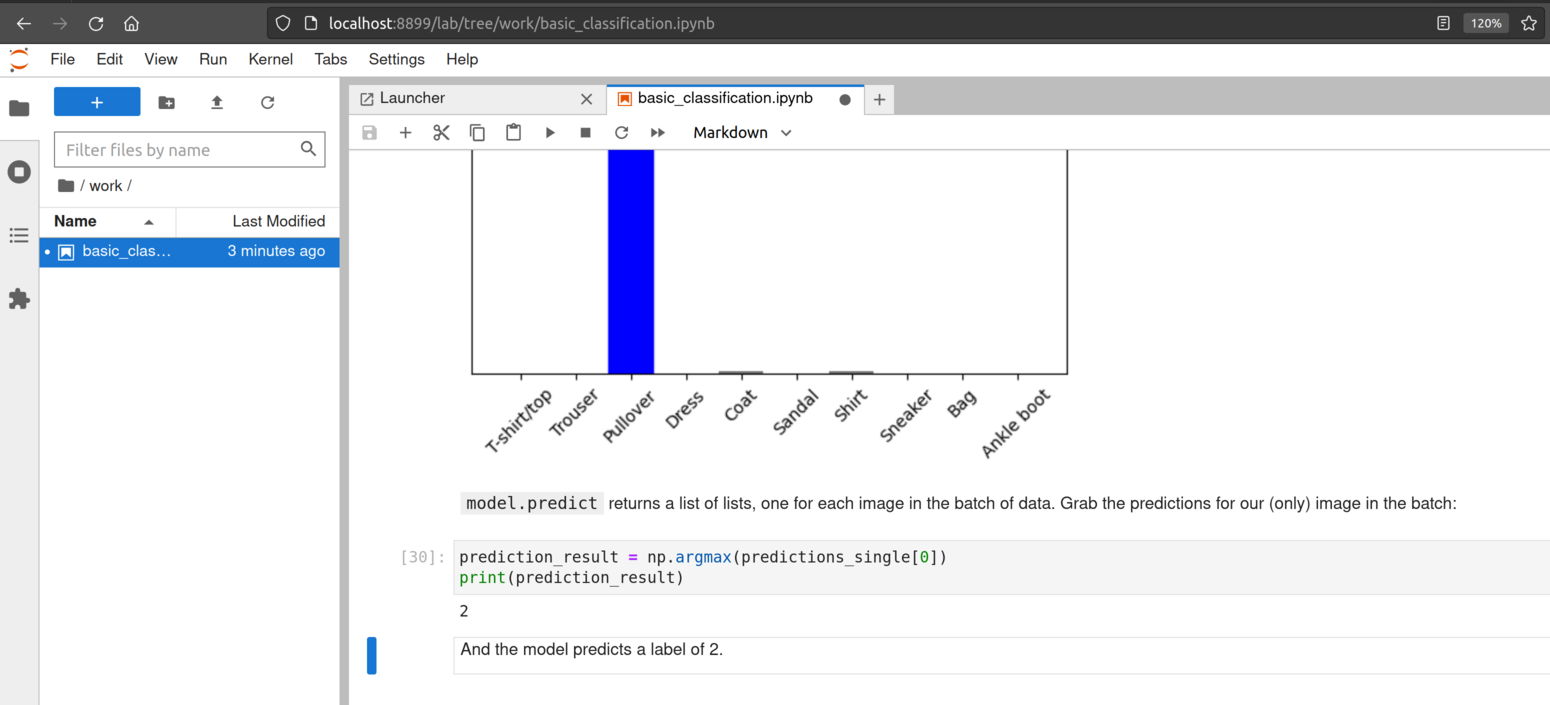 localhost:8899/lab/tree/work/basic_classification.ipynb 120%
File Edit View Run Kernel Tabs Settings Help
Launcher basic_classification.ipynb
Markdown
Filter files by name
/ work /
Name Last Modified
basic_clas… 3 minutes ago
T-shirt/top Trouser Pullover Dress Coat Sandal Shirt Sneaker Bag Ankle boot
model.predict returns a list of lists, one for each image in the batch of data. Grab the predictions for our (only) image in the batch:
[30]: prediction_result = np.argmax(predictions_single[0])
print(prediction_result)
2
And the model predicts a label of 2.